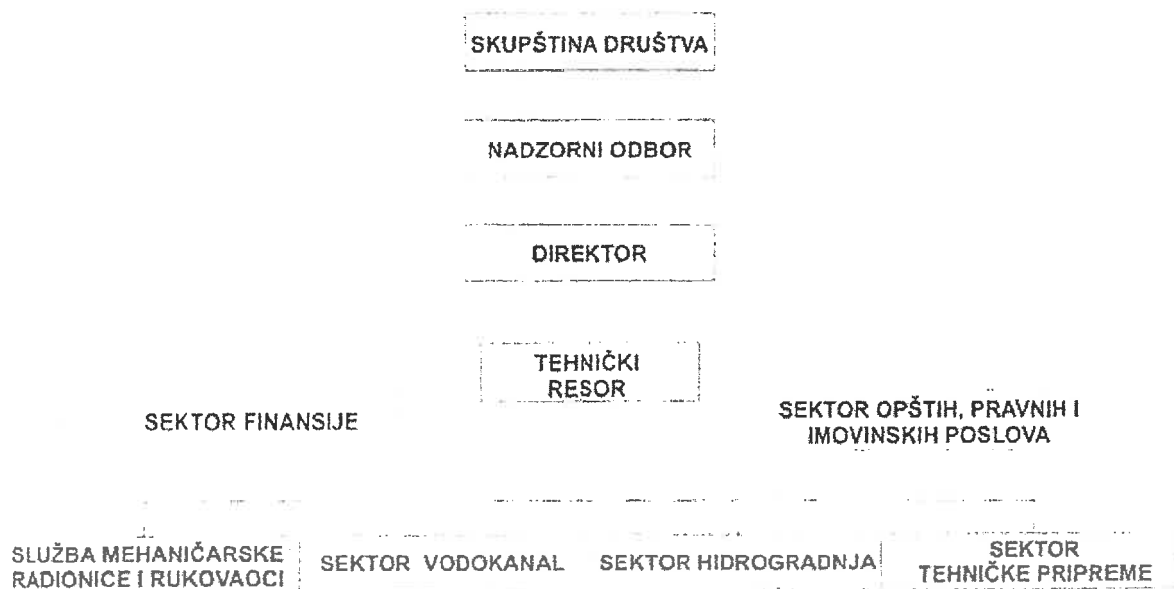 SKUPŠTINA DRUŠTVA
NADZORNI ODBOR
DIREKTOR
TEHNIČKI
RESOR
SEKTOR FINANSIJE
SEKTOR OPŠTIH, PRAVNIH I
IMOVINSKIH POSLOVA
SLUŽBA MEHANIČARSKE
RADIONICE I RUKOVAOCI
SEKTOR VODOKANAL
SEKTOR HIDROGRADNJA
SEKTOR
TEHNIČKE PRIPREME